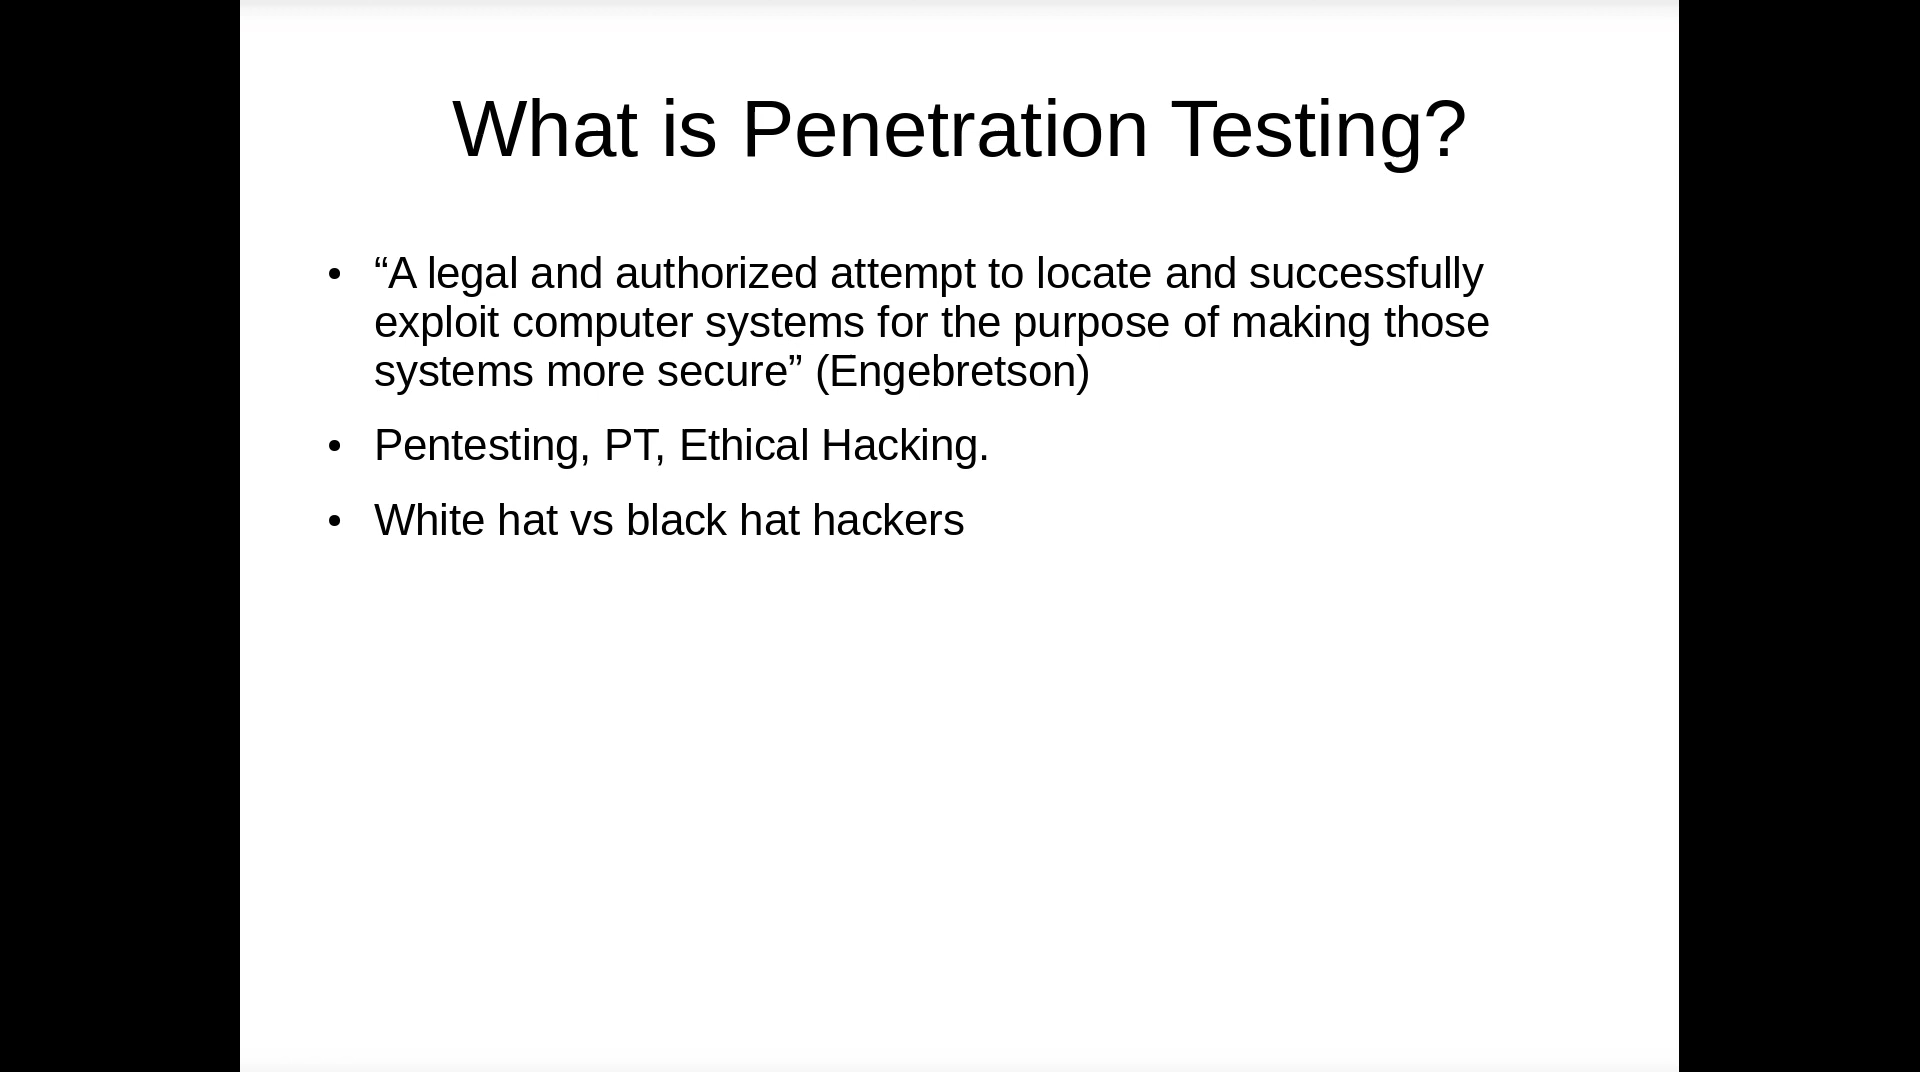 What is Penetration Testing?
• “A legal and authorized attempt to locate and successfully
exploit computer systems for the purpose of making those
systems more secure” (Engebretson)
• Pentesting, PT, Ethical Hacking.
• White hat vs black hat hackers